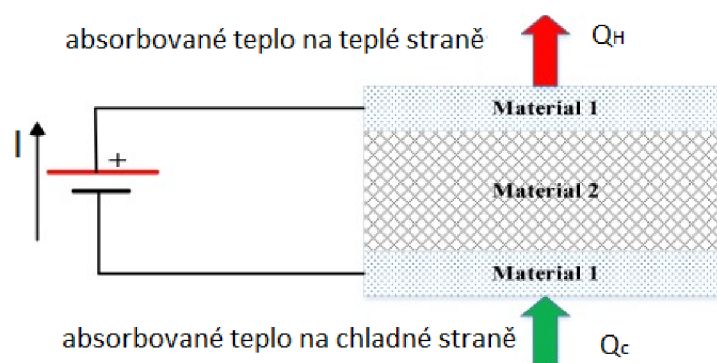 absorbované teplo na teplé straně
QH
Material 1
I
+
Material 2
Material 1
absorbované teplo na chladné straně
Qc